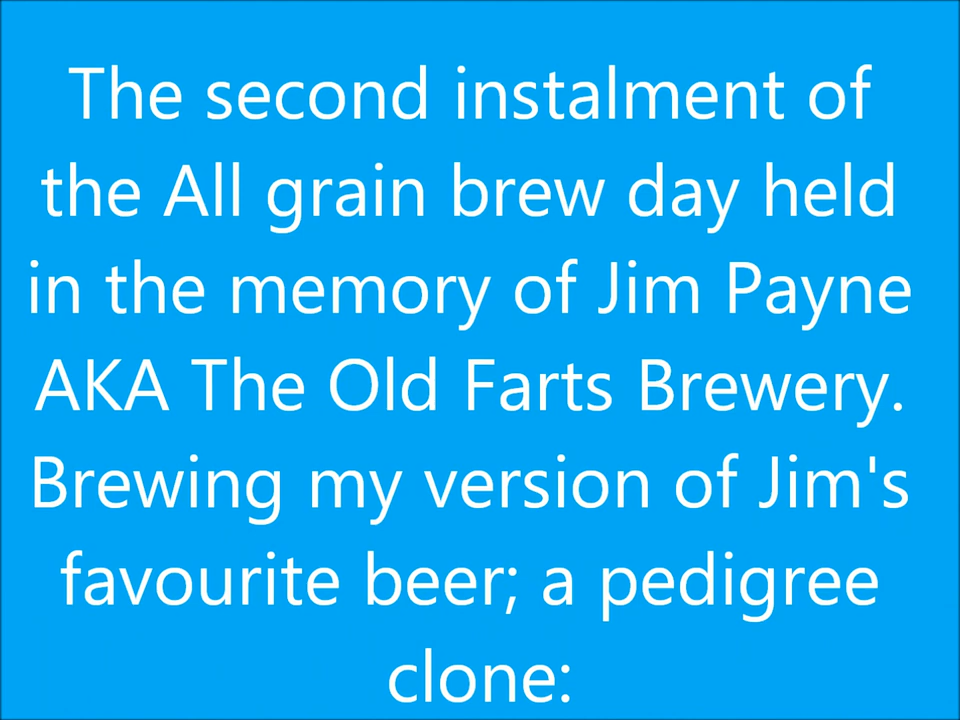 The second instalment of
the All grain brew day held
in the memory of Jim Payne
AKA The Old Farts Brewery.
Brewing my version of Jim's
favourite beer; a pedigree
clone: